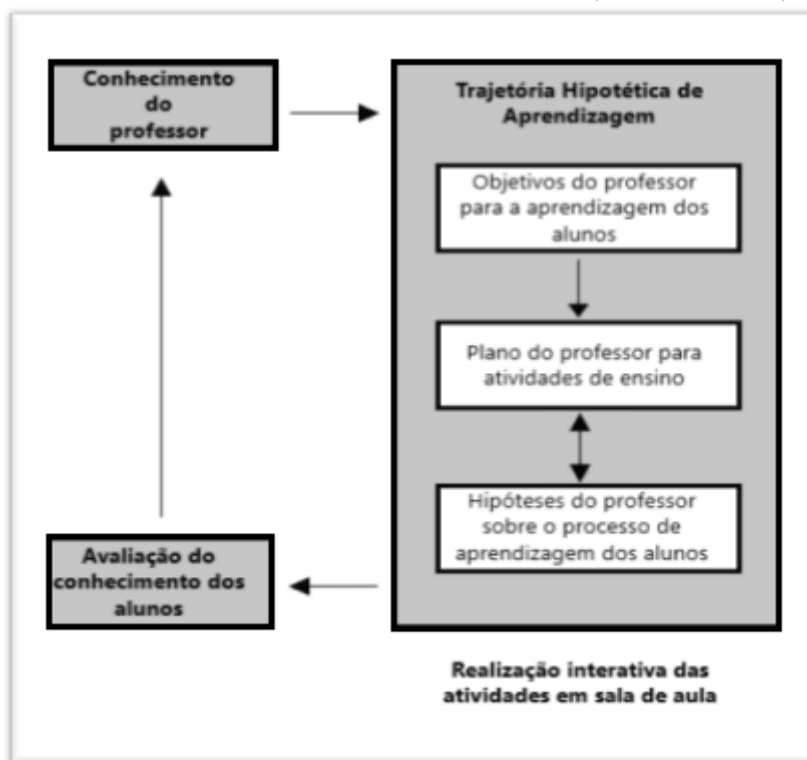 Conhecimento
do
professor
Trajetória Hipotética de
Aprendizagem
Objetivos do professor
para a aprendizagem dos
alunos
Plano do professor para
atividades de ensino
Hipóteses do professor
sobre o processo de
aprendizagem dos alunos
Avaliação do
conhecimento dos
alunos
Realização interativa das
atividades em sala de aula